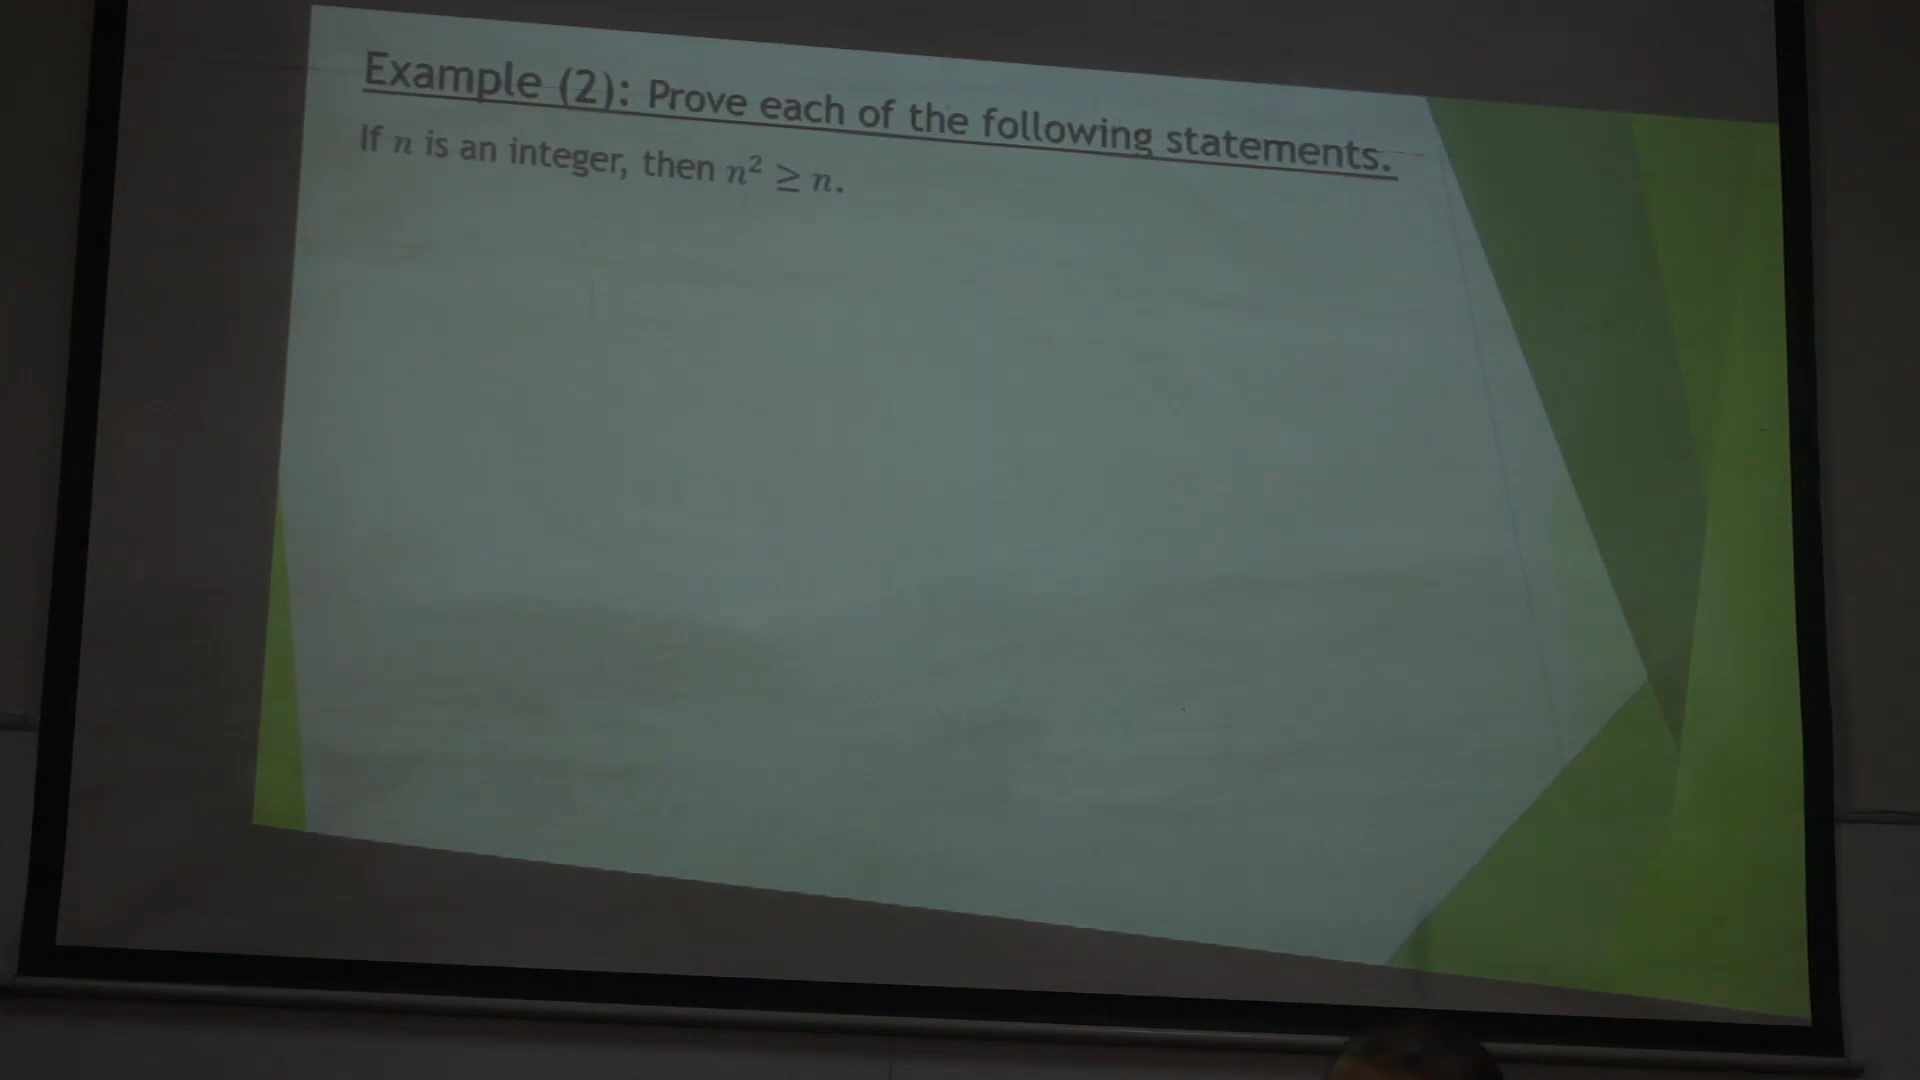 Example (2): Prove each of the following statements.
If n is an integer, then n² ≥ n.